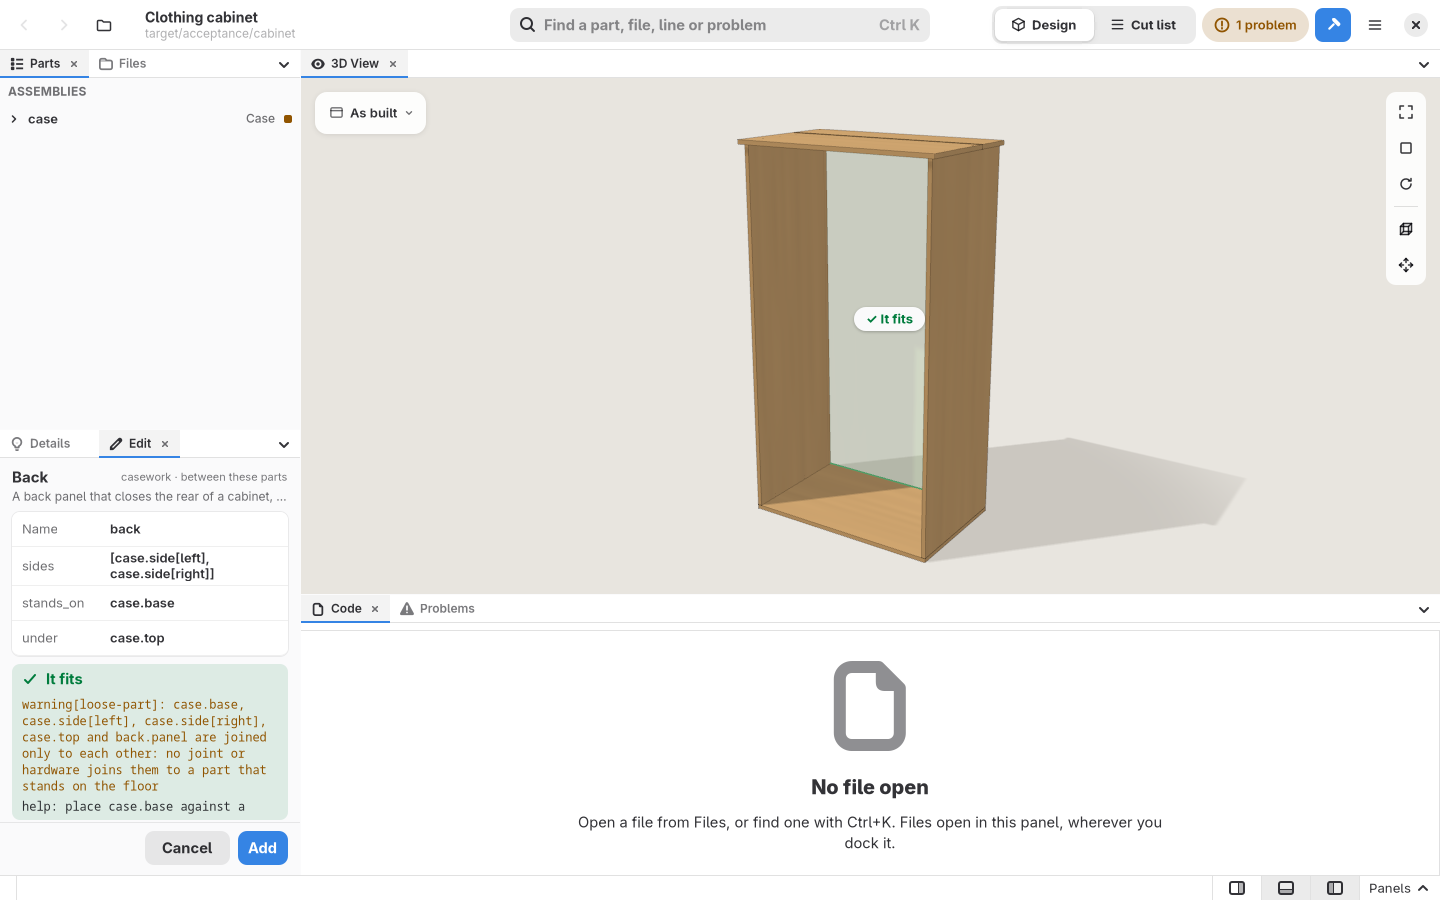 Clothing cabinet
target/acceptance/cabinet
Find a part, file, line or problem
Ctrl K
Design
Cut list
1 problem
Parts
Files
3D View
ASSEMBLIES
case
Case
As built
It fits
Details
Edit
Back
casework · between these parts
A back panel that closes the rear of a cabinet, ...
Name
back
sides
[case.side[left],
case.side[right]]
stands_on
case.base
under
case.top
It fits
warning[loose-part]: case.base,
case.side[left], case.side[right],
case.top and back.panel are joined
only to each other: no joint or
hardware joins them to a part that
stands on the floor
help: place case.base against a
Cancel
Add
Code
Problems
No file open
Open a file from Files, or find one with Ctrl+K. Files open in this panel, wherever you
dock it.
Panels